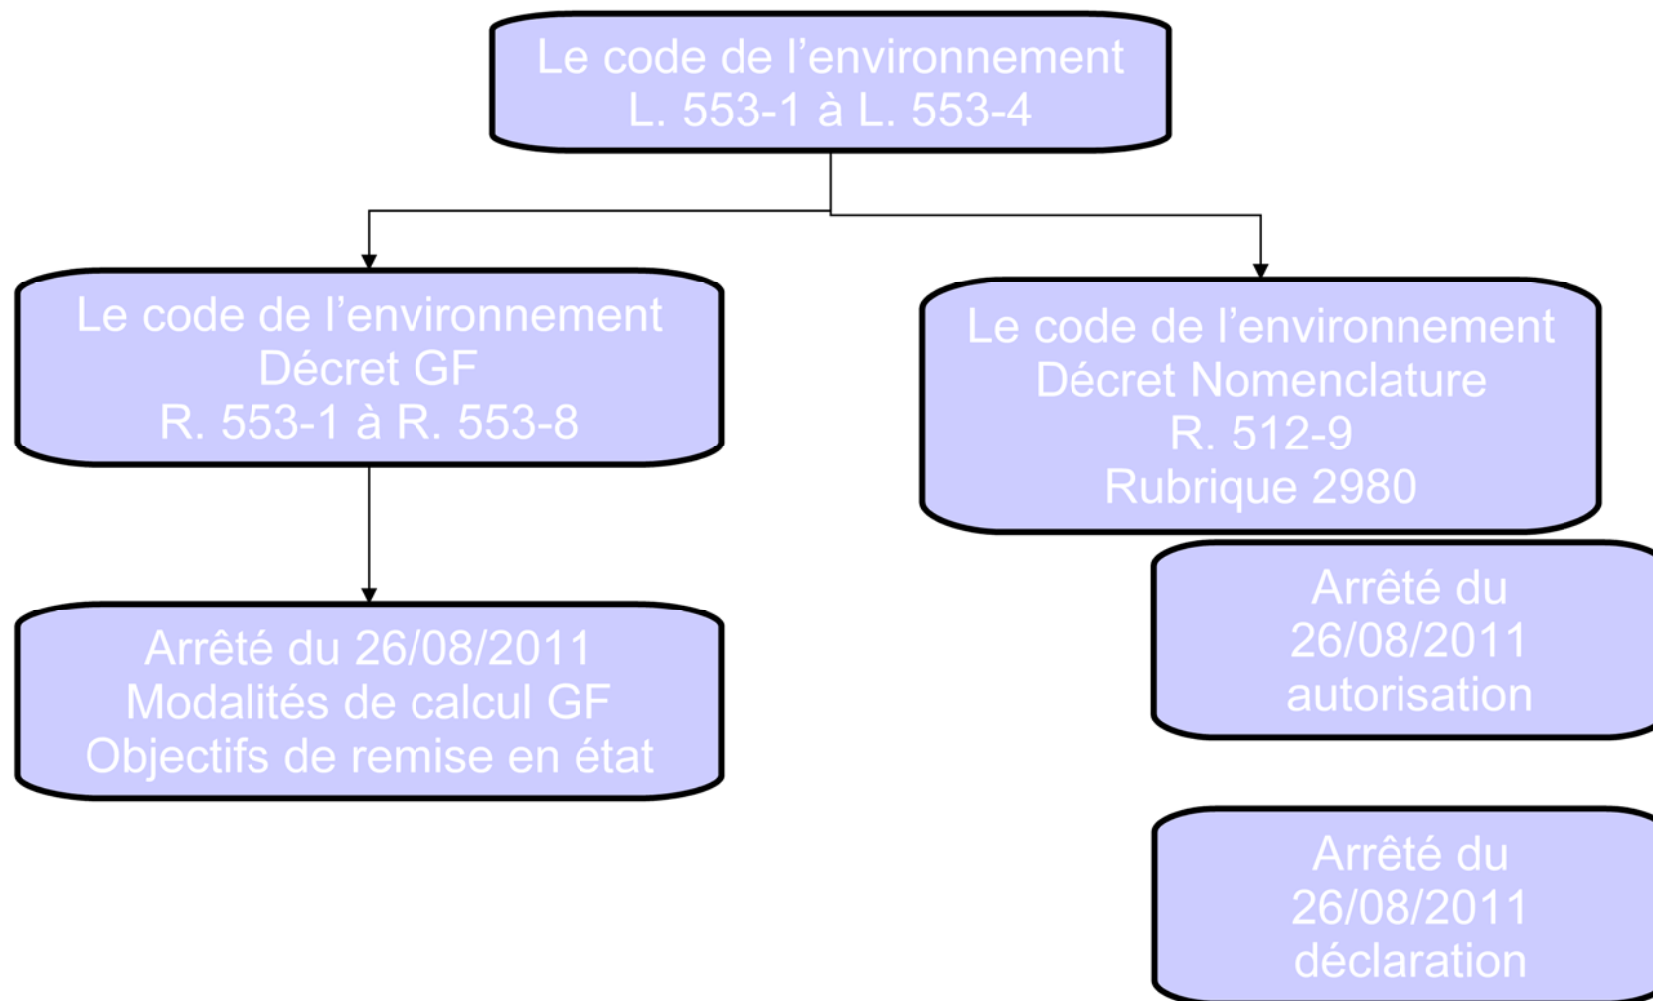 Le code de l’environnement
L. 553-1 à L. 553-4
Le code de l’environnement
Décret GF
R. 553-1 à R. 553-8
Le code de l’environnement
Décret Nomenclature
R. 512-9
Rubrique 2980
Arrêté du 26/08/2011
Modalités de calcul GF
Objectifs de remise en état
Arrêté du
26/08/2011
autorisation
Arrêté du
26/08/2011
déclaration